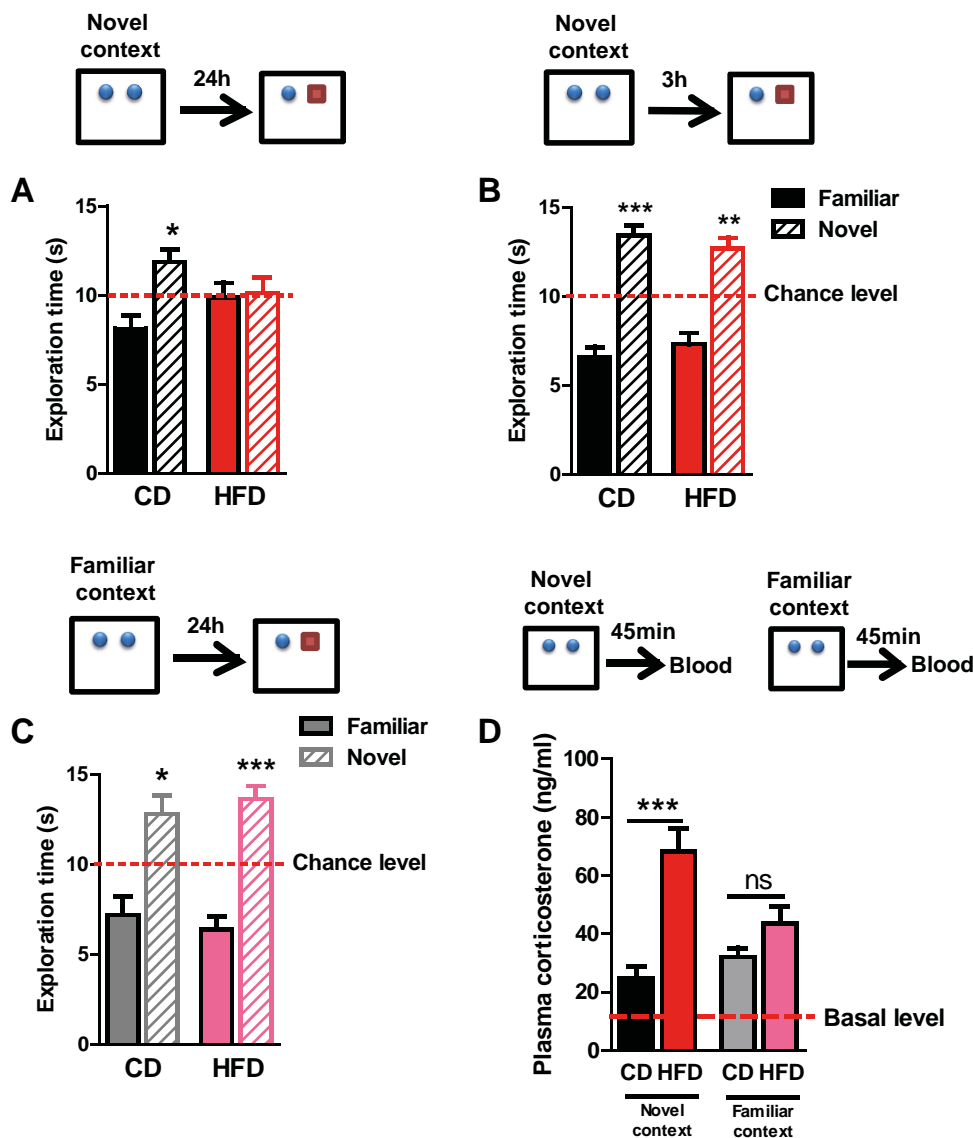 Novel
context
24h
Novel
context
3h
A
Exploration time (s)
15
10
5
0
*
CD
HFD
B
Familiar
Novel
Exploration time (s)
15
10
5
0
***
**
Chance level
CD
HFD
Familiar
context
24h
Novel
context
45min
Blood
Familiar
context
45min
Blood
C
Familiar
Novel
Exploration time (s)
15
10
5
0
*
***
Chance level
CD
HFD
D
Plasma corticosterone (ng/ml)
100
80
60
40
20
0
***
ns
Basal level
CD HFD
CD HFD
Novel
context
Familiar
context